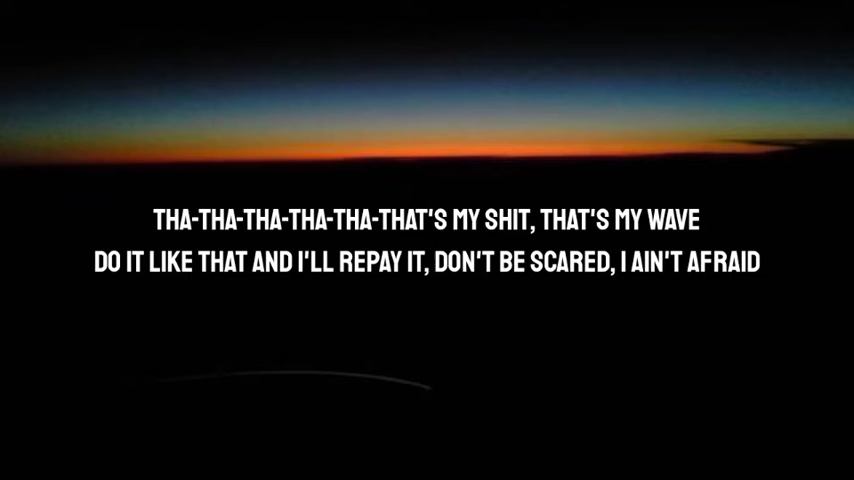 THA-THA-THA-THA-THA-THAT'S MY SHIT, THAT'S MY WAVE
DO IT LIKE THAT AND I'LL REPAY IT, DON'T BE SCARED, I AIN'T AFRAID